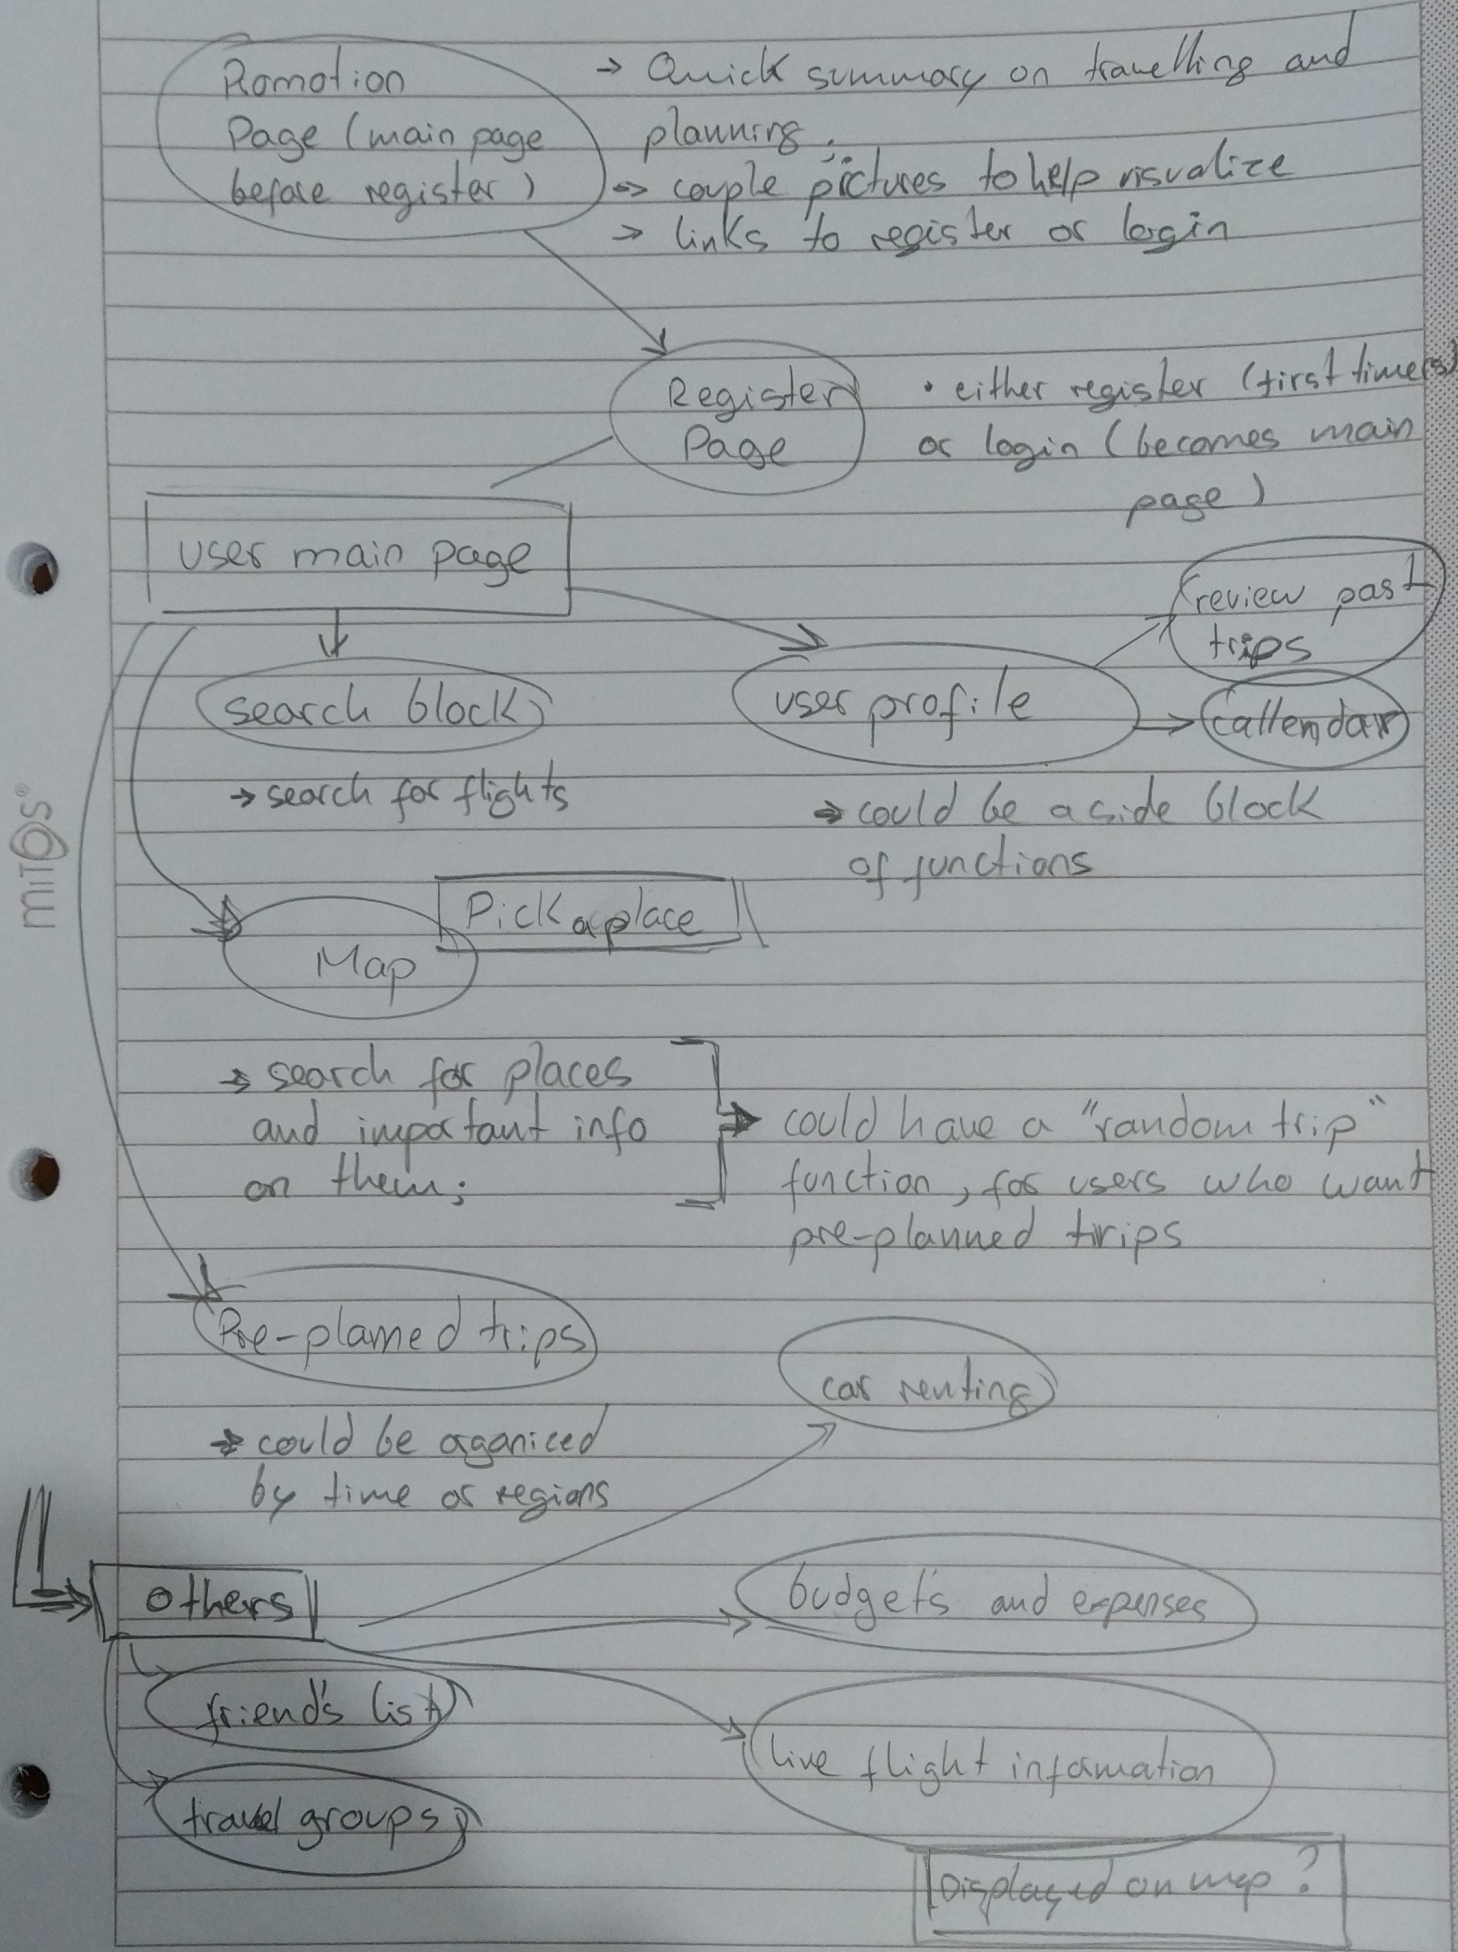 Promotion
Page (main page
before register)
→ Quick summary on travelling and
planning.
→ couple pictures to help visualize
→ links to register or login
Register
Page
• either register (first timers)
or login (becomes main
page)
user main page
review past
trips
search block
user profile
callendar
→ search for flights
→ could be a side block
of functions
Pick a place
Map
→ search for places
and important info
on them;
→ could have a "random trip"
function, for users who want
pre-planned trips
Pre-planned trips
car renting
→ could be organiced
by time or regions
others
budget's and expenses
friend's list
live flight information
travel groups
Displayed on map?
MITOS®